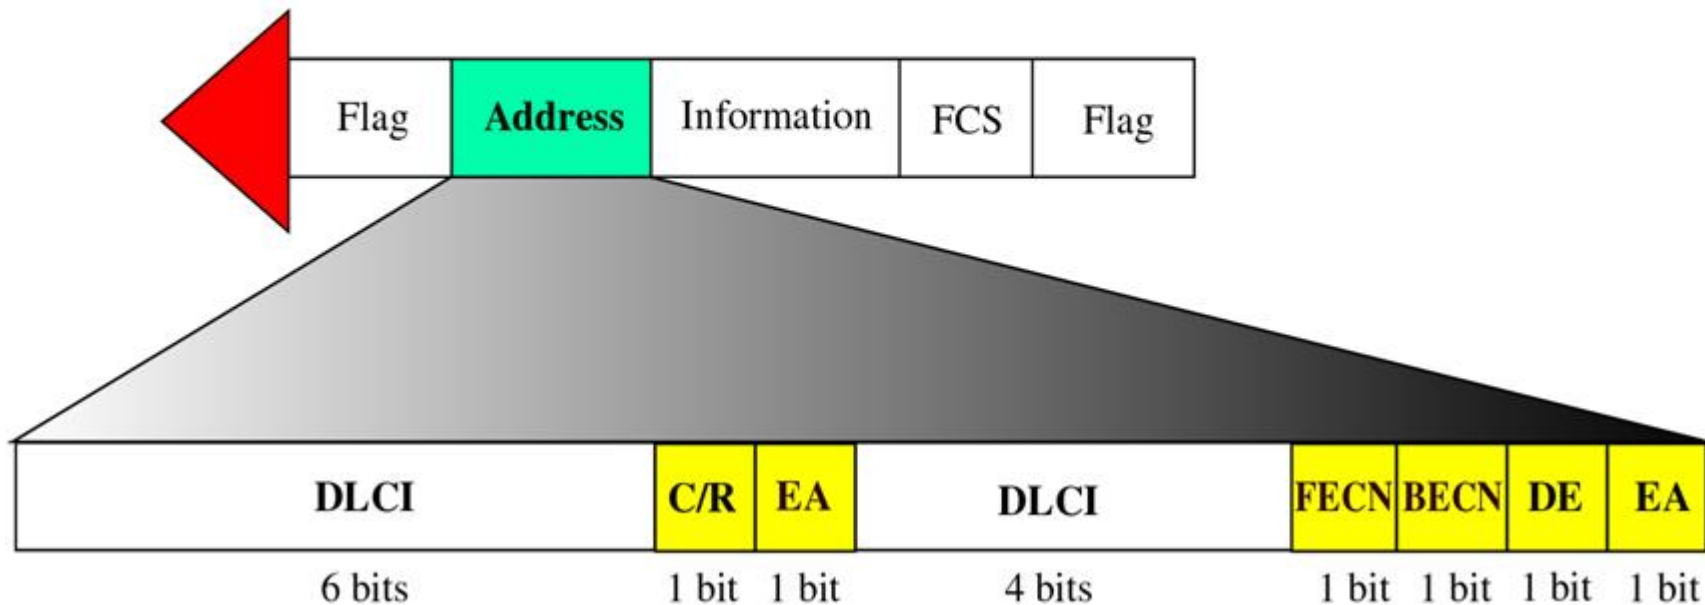 Flag Address Information FCS Flag
DLCI C/R EA DLCI FECN BECN DE EA
6 bits 1 bit 1 bit 4 bits 1 bit 1 bit 1 bit 1 bit